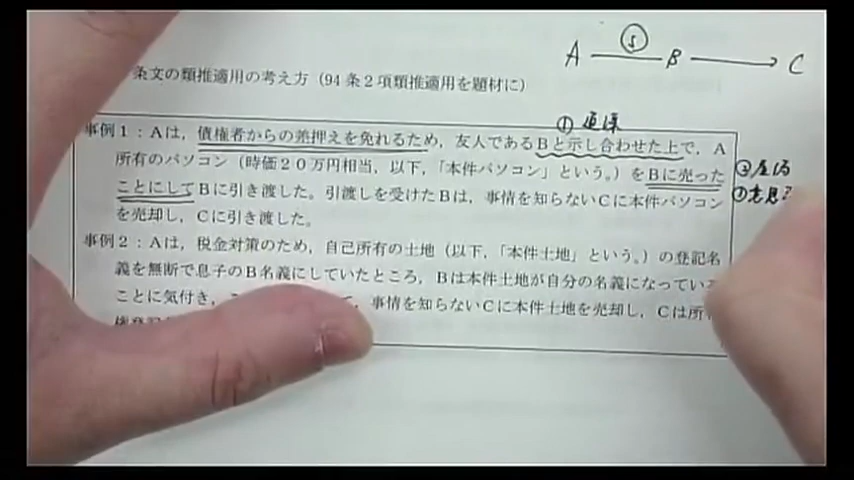 A ⑤ B → C
条文の類推適用の考え方（94条2項類推適用を題材に）
①通謀
事例1：Aは，債権者からの差押えを免れるため，友人であるBと示し合わせた上で，A
所有のパソコン（時価20万円相当，以下，「本件パソコン」という。）をBに売った
②虚偽
ことにしてBに引き渡した。引渡しを受けたBは，事情を知らないCに本件パソコン
③意思
を売却し，Cに引き渡した。
事例2：Aは，税金対策のため，自己所有の土地（以下，「本件土地」という。）の登記名
義を無断で息子のB名義にしていたところ，Bは本件土地が自分の名義になっている
ことに気付き，
事情を知らないCに本件土地を売却し，Cは所